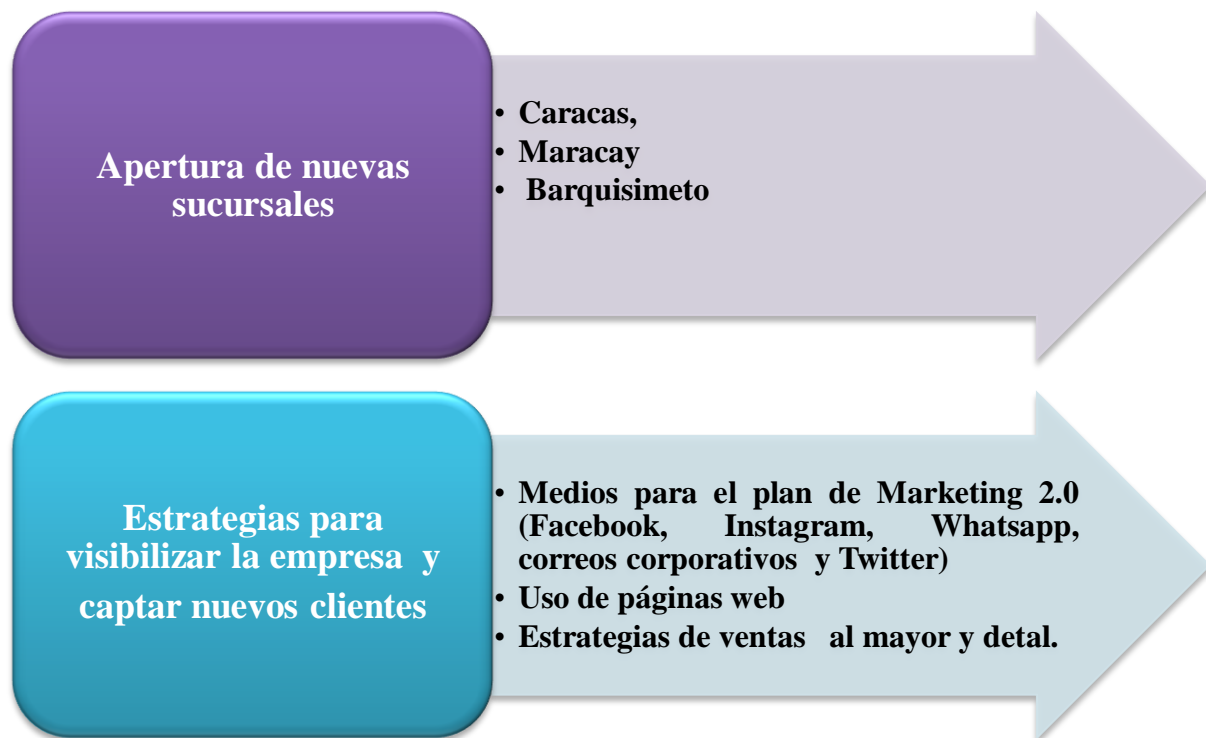 Apertura de nuevas
sucursales
• Caracas,
• Maracay
• Barquisimeto
Estrategias para
visibilizar la empresa y
captar nuevos clientes
• Medios para el plan de Marketing 2.0
(Facebook, Instagram, Whatsapp,
correos corporativos y Twitter)
• Uso de páginas web
• Estrategias de ventas al mayor y detal.